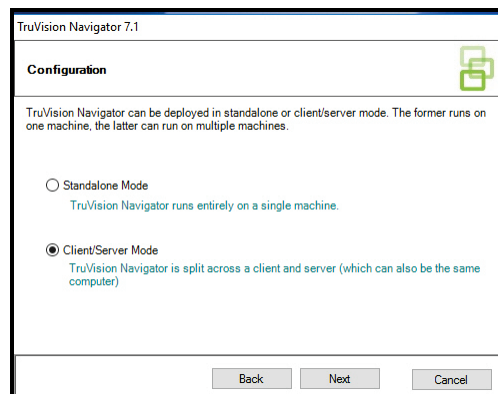 TruVision Navigator 7.1
Configuration
TruVision Navigator can be deployed in standalone or client/server mode. The former runs on
one machine, the latter can run on multiple machines.
Standalone Mode
TruVision Navigator runs entirely on a single machine.
Client/Server Mode
TruVision Navigator is split across a client and server (which can also be the same
computer)
Back Next Cancel